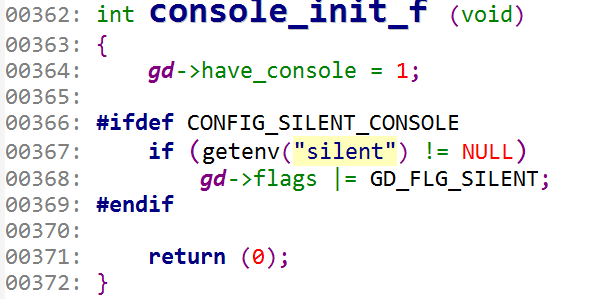 00362: int console_init_f (void)
00363: {
00364:     gd->have_console = 1;
00365:
00366: #ifdef CONFIG_SILENT_CONSOLE
00367:     if (getenv("silent") != NULL)
00368:         gd->flags |= GD_FLG_SILENT;
00369: #endif
00370:
00371:     return (0);
00372: }